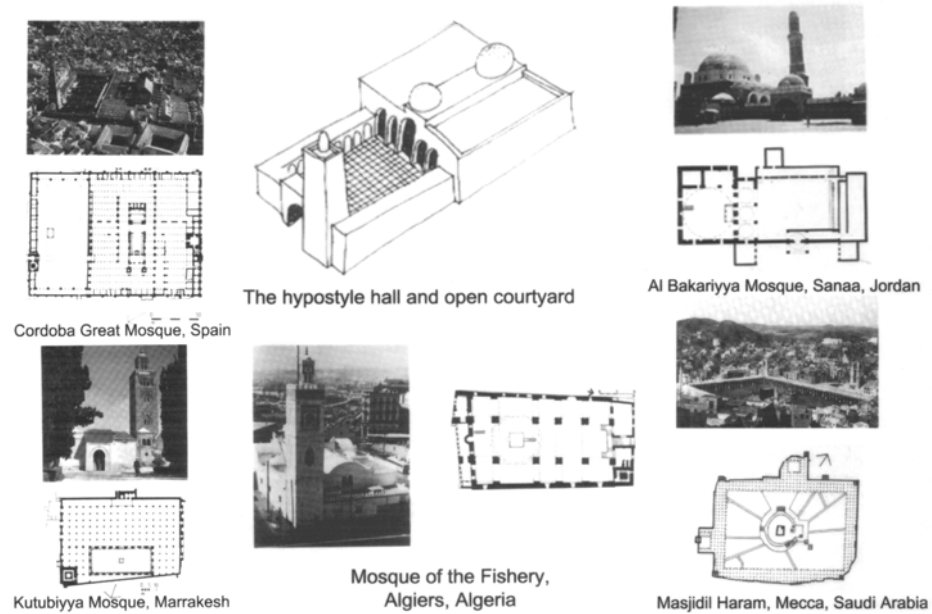 The hypostyle hall and open courtyard
Al Bakariyya Mosque, Sanaa, Jordan
Cordoba Great Mosque, Spain
Mosque of the Fishery,
Algiers, Algeria
Kutubiyya Mosque, Marrakesh
Masjidil Haram, Mecca, Saudi Arabia